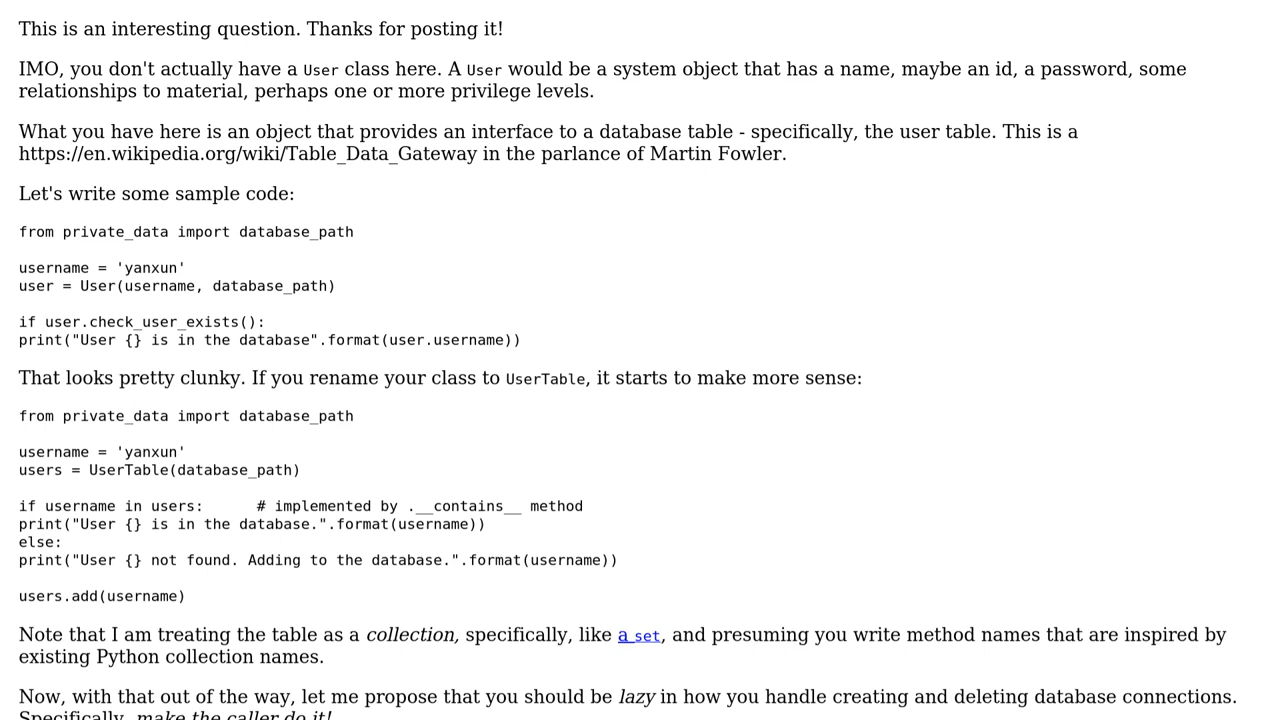 This is an interesting question. Thanks for posting it!
IMO, you don't actually have a User class here. A User would be a system object that has a name, maybe an id, a password, some
relationships to material, perhaps one or more privilege levels.
What you have here is an object that provides an interface to a database table - specifically, the user table. This is a
https://en.wikipedia.org/wiki/Table_Data_Gateway in the parlance of Martin Fowler.
Let's write some sample code:
from private_data import database_path
username = 'yanxun'
user = User(username, database_path)
if user.check_user_exists():
print("User {} is in the database".format(user.username))
That looks pretty clunky. If you rename your class to UserTable, it starts to make more sense:
from private_data import database_path
username = 'yanxun'
users = UserTable(database_path)
if username in users:      # implemented by .__contains__ method
print("User {} is in the database.".format(username))
else:
print("User {} not found. Adding to the database.".format(username))
users.add(username)
Note that I am treating the table as a collection, specifically, like a set, and presuming you write method names that are inspired by
existing Python collection names.
Now, with that out of the way, let me propose that you should be lazy in how you handle creating and deleting database connections.
Specifically, make the caller do it!